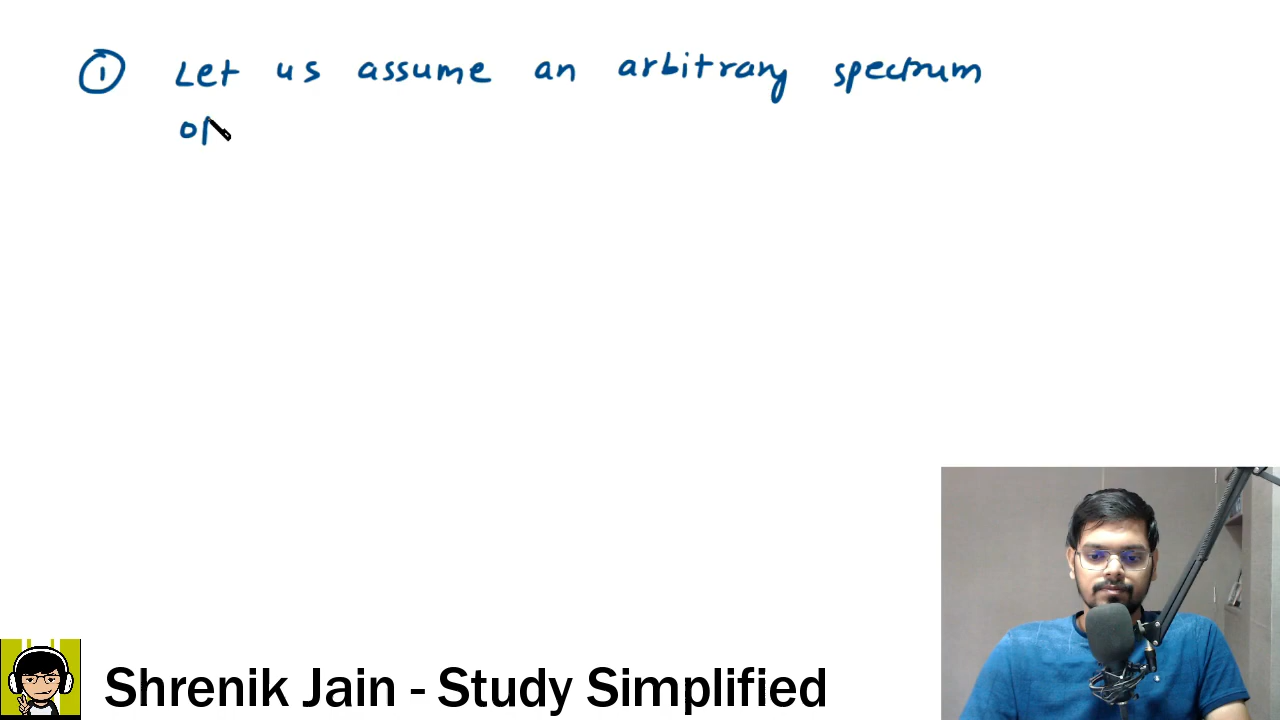 ① Let us assume an arbitrary spectrum
of
Shrenik Jain - Study Simplified